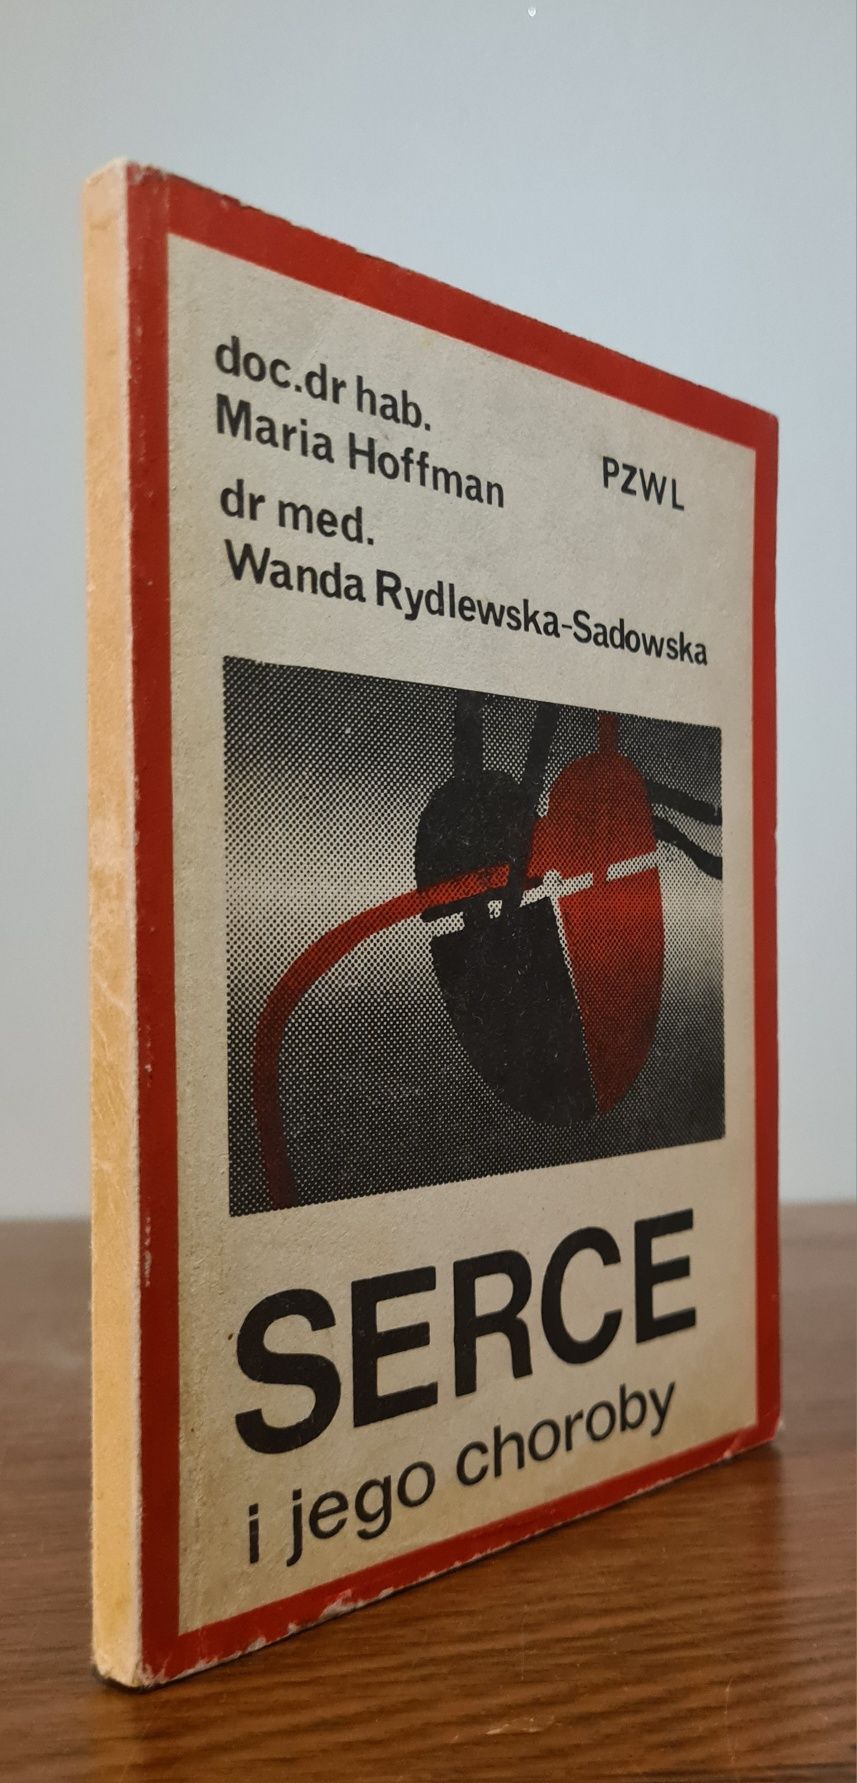 doc.dr hab.
Maria Hoffman
dr med.
Wanda Rydlewska-Sadowska
PZWL
SERCE
i jego choroby